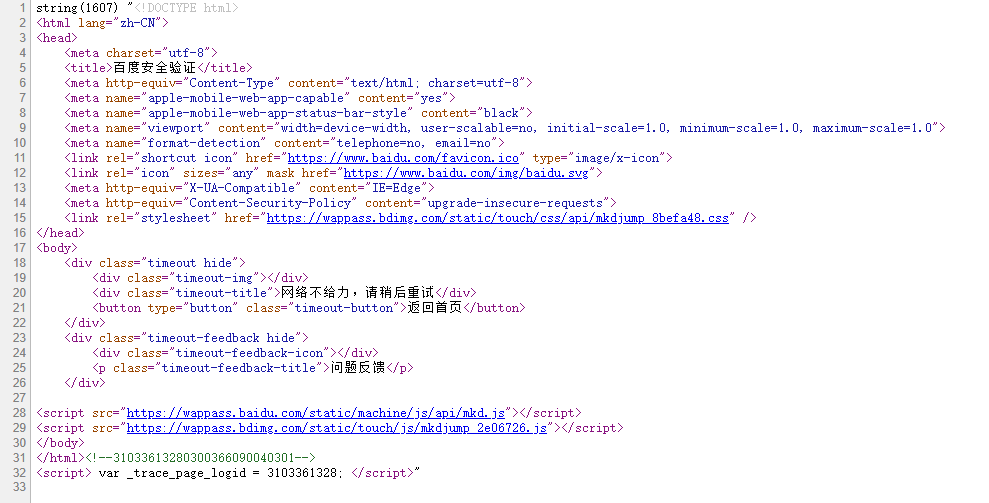 1 string(1607) "<!DOCTYPE html>
2 <html lang="zh-CN">
3 <head>
4     <meta charset="utf-8">
5     <title>百度安全验证</title>
6     <meta http-equiv="Content-Type" content="text/html; charset=utf-8">
7     <meta name="apple-mobile-web-app-capable" content="yes">
8     <meta name="apple-mobile-web-app-status-bar-style" content="black">
9     <meta name="viewport" content="width=device-width, user-scalable=no, initial-scale=1.0, minimum-scale=1.0, maximum-scale=1.0">
10     <meta name="format-detection" content="telephone=no, email=no">
11     <link rel="shortcut icon" href="https://www.baidu.com/favicon.ico" type="image/x-icon">
12     <link rel="icon" sizes="any" mask href="https://www.baidu.com/img/baidu.svg">
13     <meta http-equiv="X-UA-Compatible" content="IE=Edge">
14     <meta http-equiv="Content-Security-Policy" content="upgrade-insecure-requests">
15     <link rel="stylesheet" href="https://wappass.bdimg.com/static/touch/css/api/mkdjump_8befa48.css" />
16 </head>
17 <body>
18     <div class="timeout hide">
19         <div class="timeout-img"></div>
20         <div class="timeout-title">网络不给力，请稍后重试</div>
21         <button type="button" class="timeout-button">返回首页</button>
22     </div>
23     <div class="timeout-feedback hide">
24         <div class="timeout-feedback-icon"></div>
25         <p class="timeout-feedback-title">问题反馈</p>
26     </div>
27
28 <script src="https://wappass.baidu.com/static/machine/js/api/mkd.js"></script>
29 <script src="https://wappass.bdimg.com/static/touch/js/mkdjump_2e06726.js"></script>
30 </body>
31 </html><!--31033613280300366090040301-->
32 <script> var _trace_page_logid = 3103361328; </script>"
33